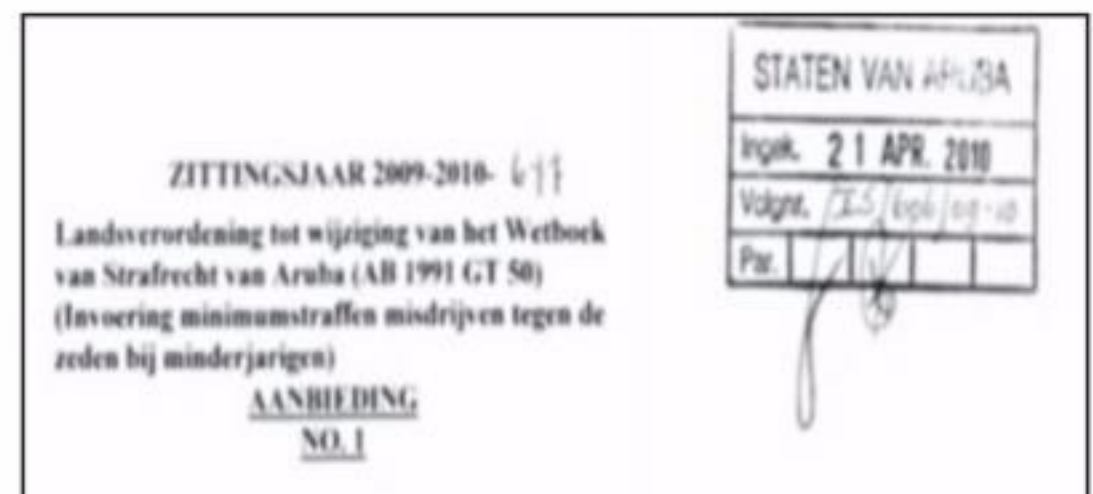 STATEN VAN ARUBA
Ingek. 21 APR. 2010
Volgnr.
Par.
ZITTINGSJAAR 2009-2010-
Landsverordening tot wijziging van het Wetboek
van Strafrecht van Aruba (AB 1991 GT 50)
(Invoering minimumstraffen misdrijven tegen de
zeden bij minderjarigen)
AANBIEDING
NO. 1